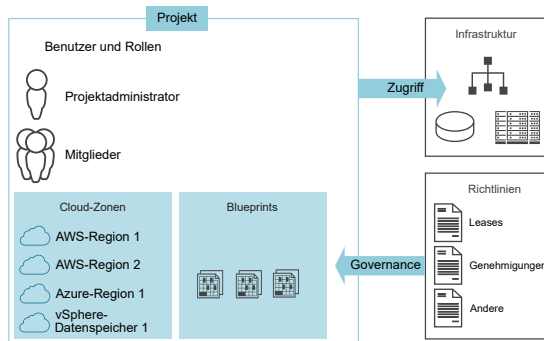 Projekt
Benutzer und Rollen
Projektadministrator
Mitglieder
Cloud-Zonen
AWS-Region 1
AWS-Region 2
Azure-Region 1
vSphere-
Datenspeicher 1
Blueprints
Zugriff
Governance
Infrastruktur
Richtlinien
Leases
Genehmigungen
Andere